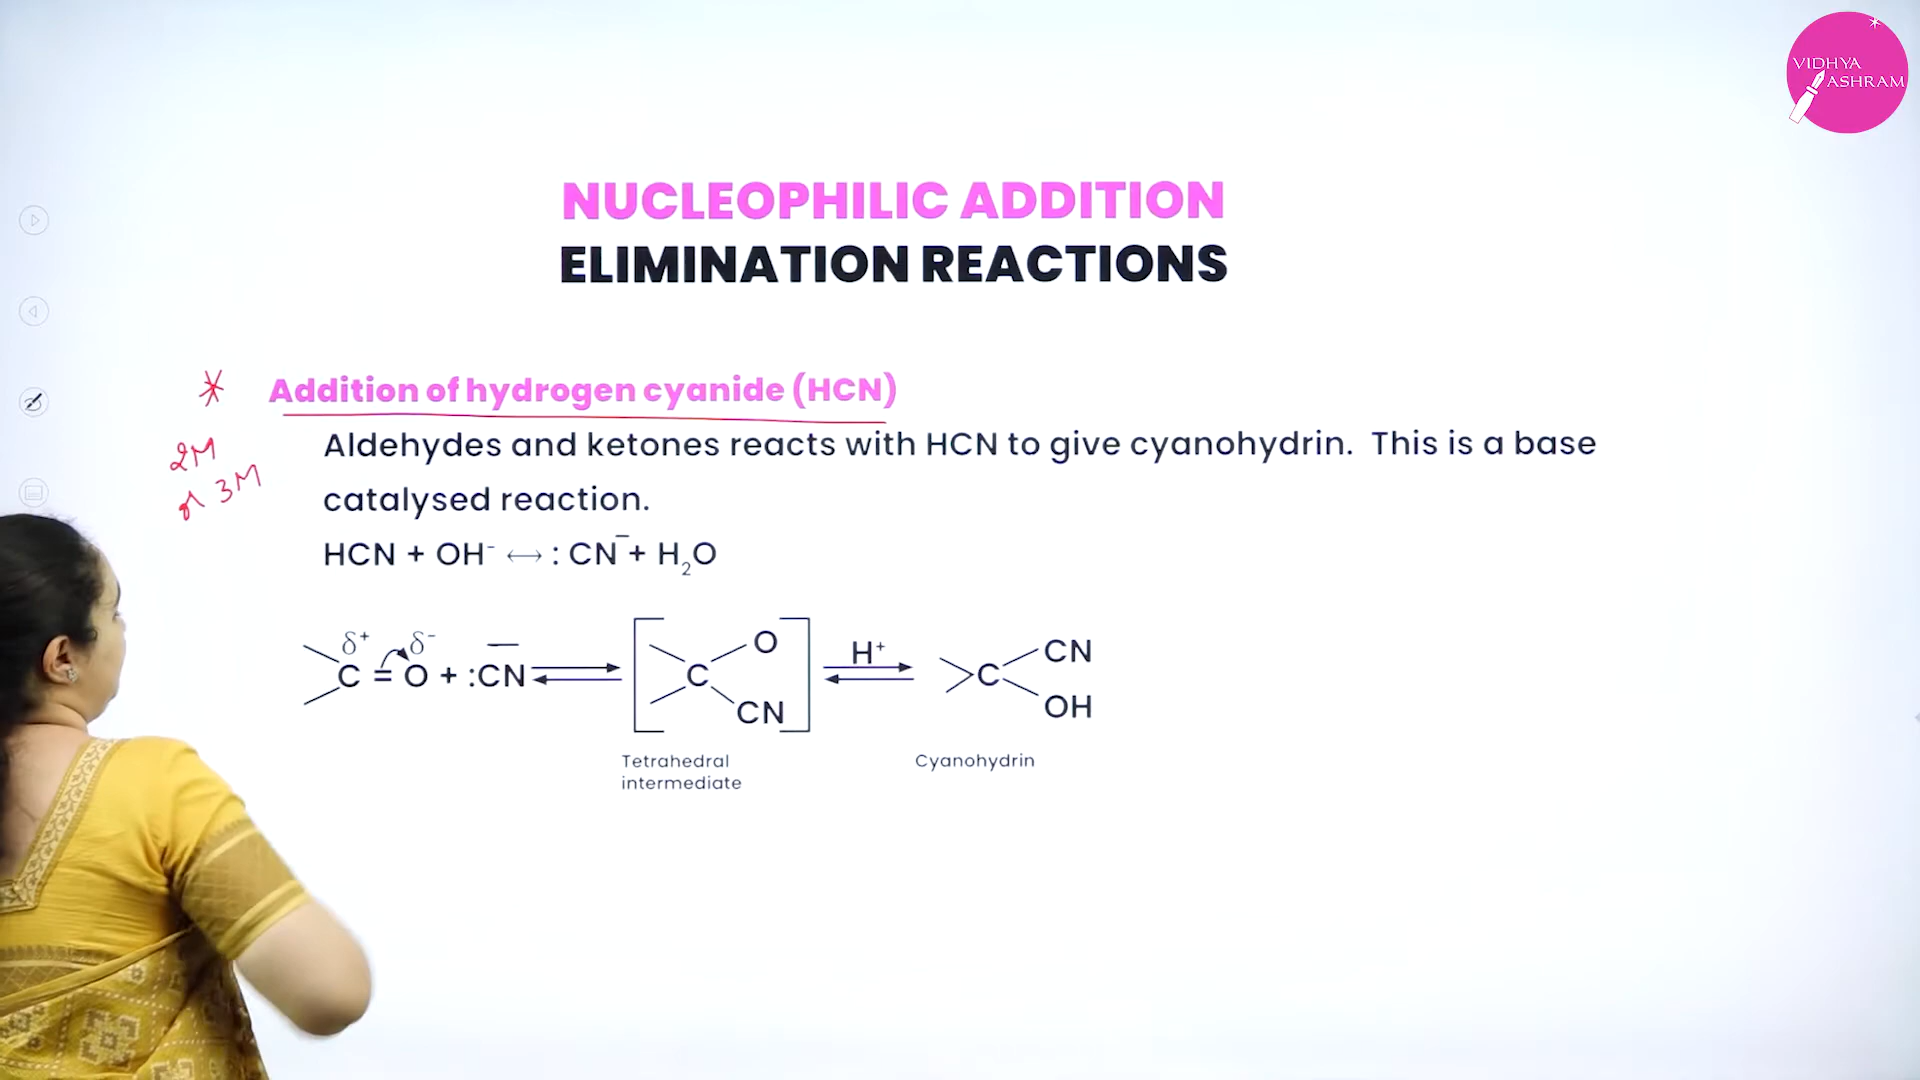 VIDHYA
ASHRAM
NUCLEOPHILIC ADDITION
ELIMINATION REACTIONS
* Addition of hydrogen cyanide (HCN)
2M
or 3M
Aldehydes and ketones reacts with HCN to give cyanohydrin. This is a base
catalysed reaction.
HCN + OH⁻ ⟷ : CN⁻ + H₂O
δ⁺ δ⁻
C = O + :CN⁻ ⇌ [ C O CN ] H⁺ ⇌ >C CN OH
Tetrahedral
intermediate
Cyanohydrin